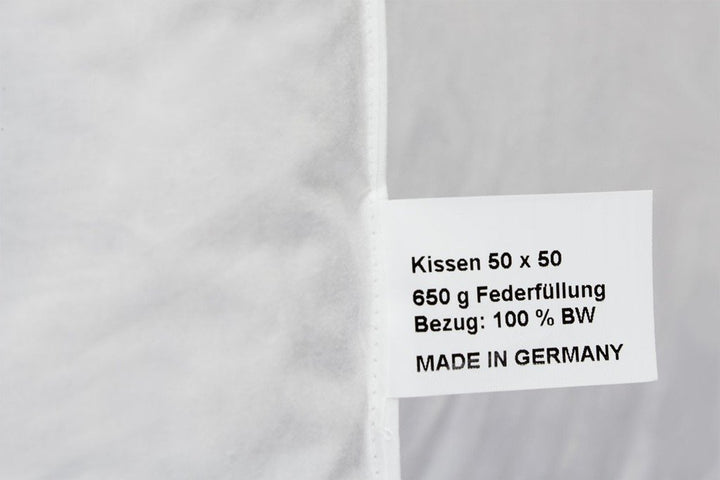 Kissen 50 x 50
650 g Federfüllung
Bezug: 100 % BW
MADE IN GERMANY